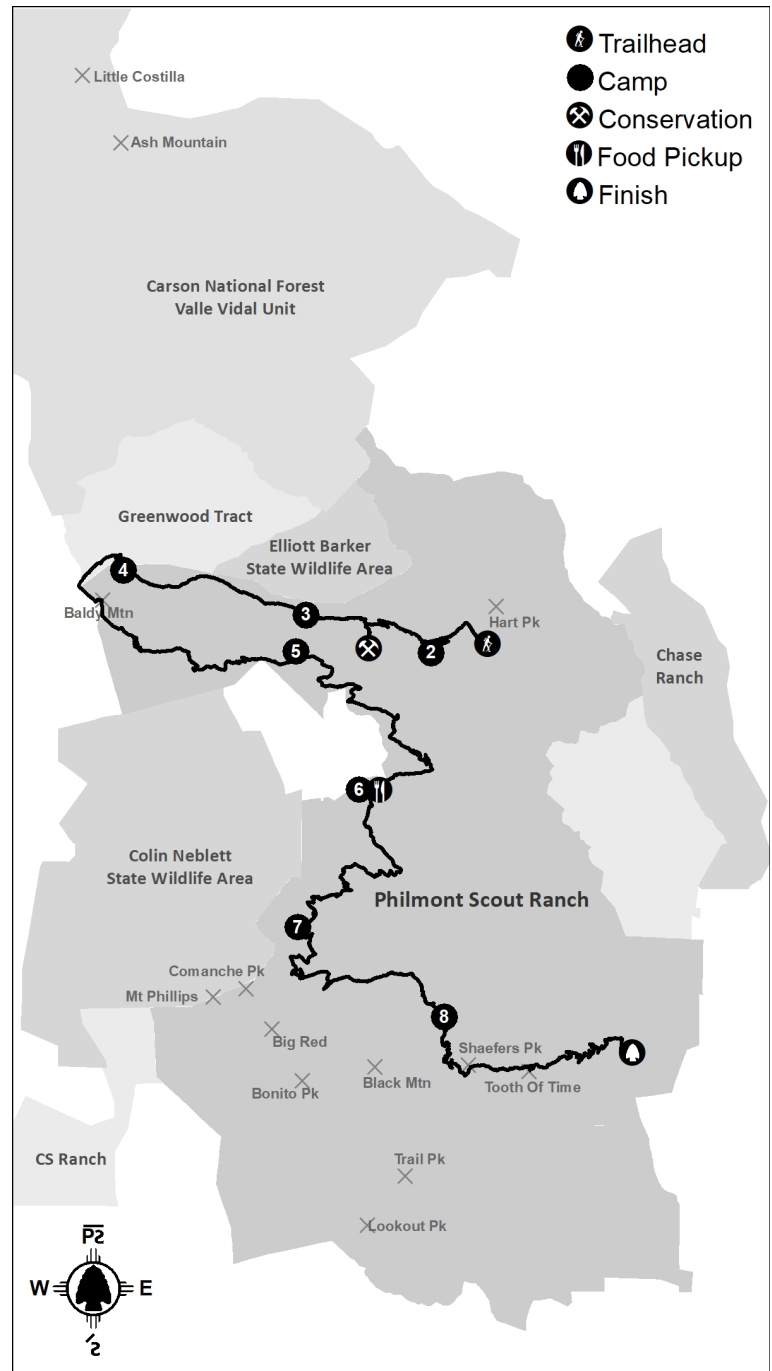 Trailhead
Camp
Conservation
Food Pickup
Finish
Little Costilla
Ash Mountain
Carson National Forest
Valle Vidal Unit
Greenwood Tract
Elliott Barker
State Wildlife Area
4
3
Baldy Mtn
Hart Pk
5
2
Chase
Ranch
6
Colin Neblett
State Wildlife Area
Philmont Scout Ranch
7
Comanche Pk
Mt Phillips
8
Big Red
Shaefers Pk
Black Mtn
Tooth Of Time
Bonito Pk
CS Ranch
Trail Pk
Lookout Pk
W E